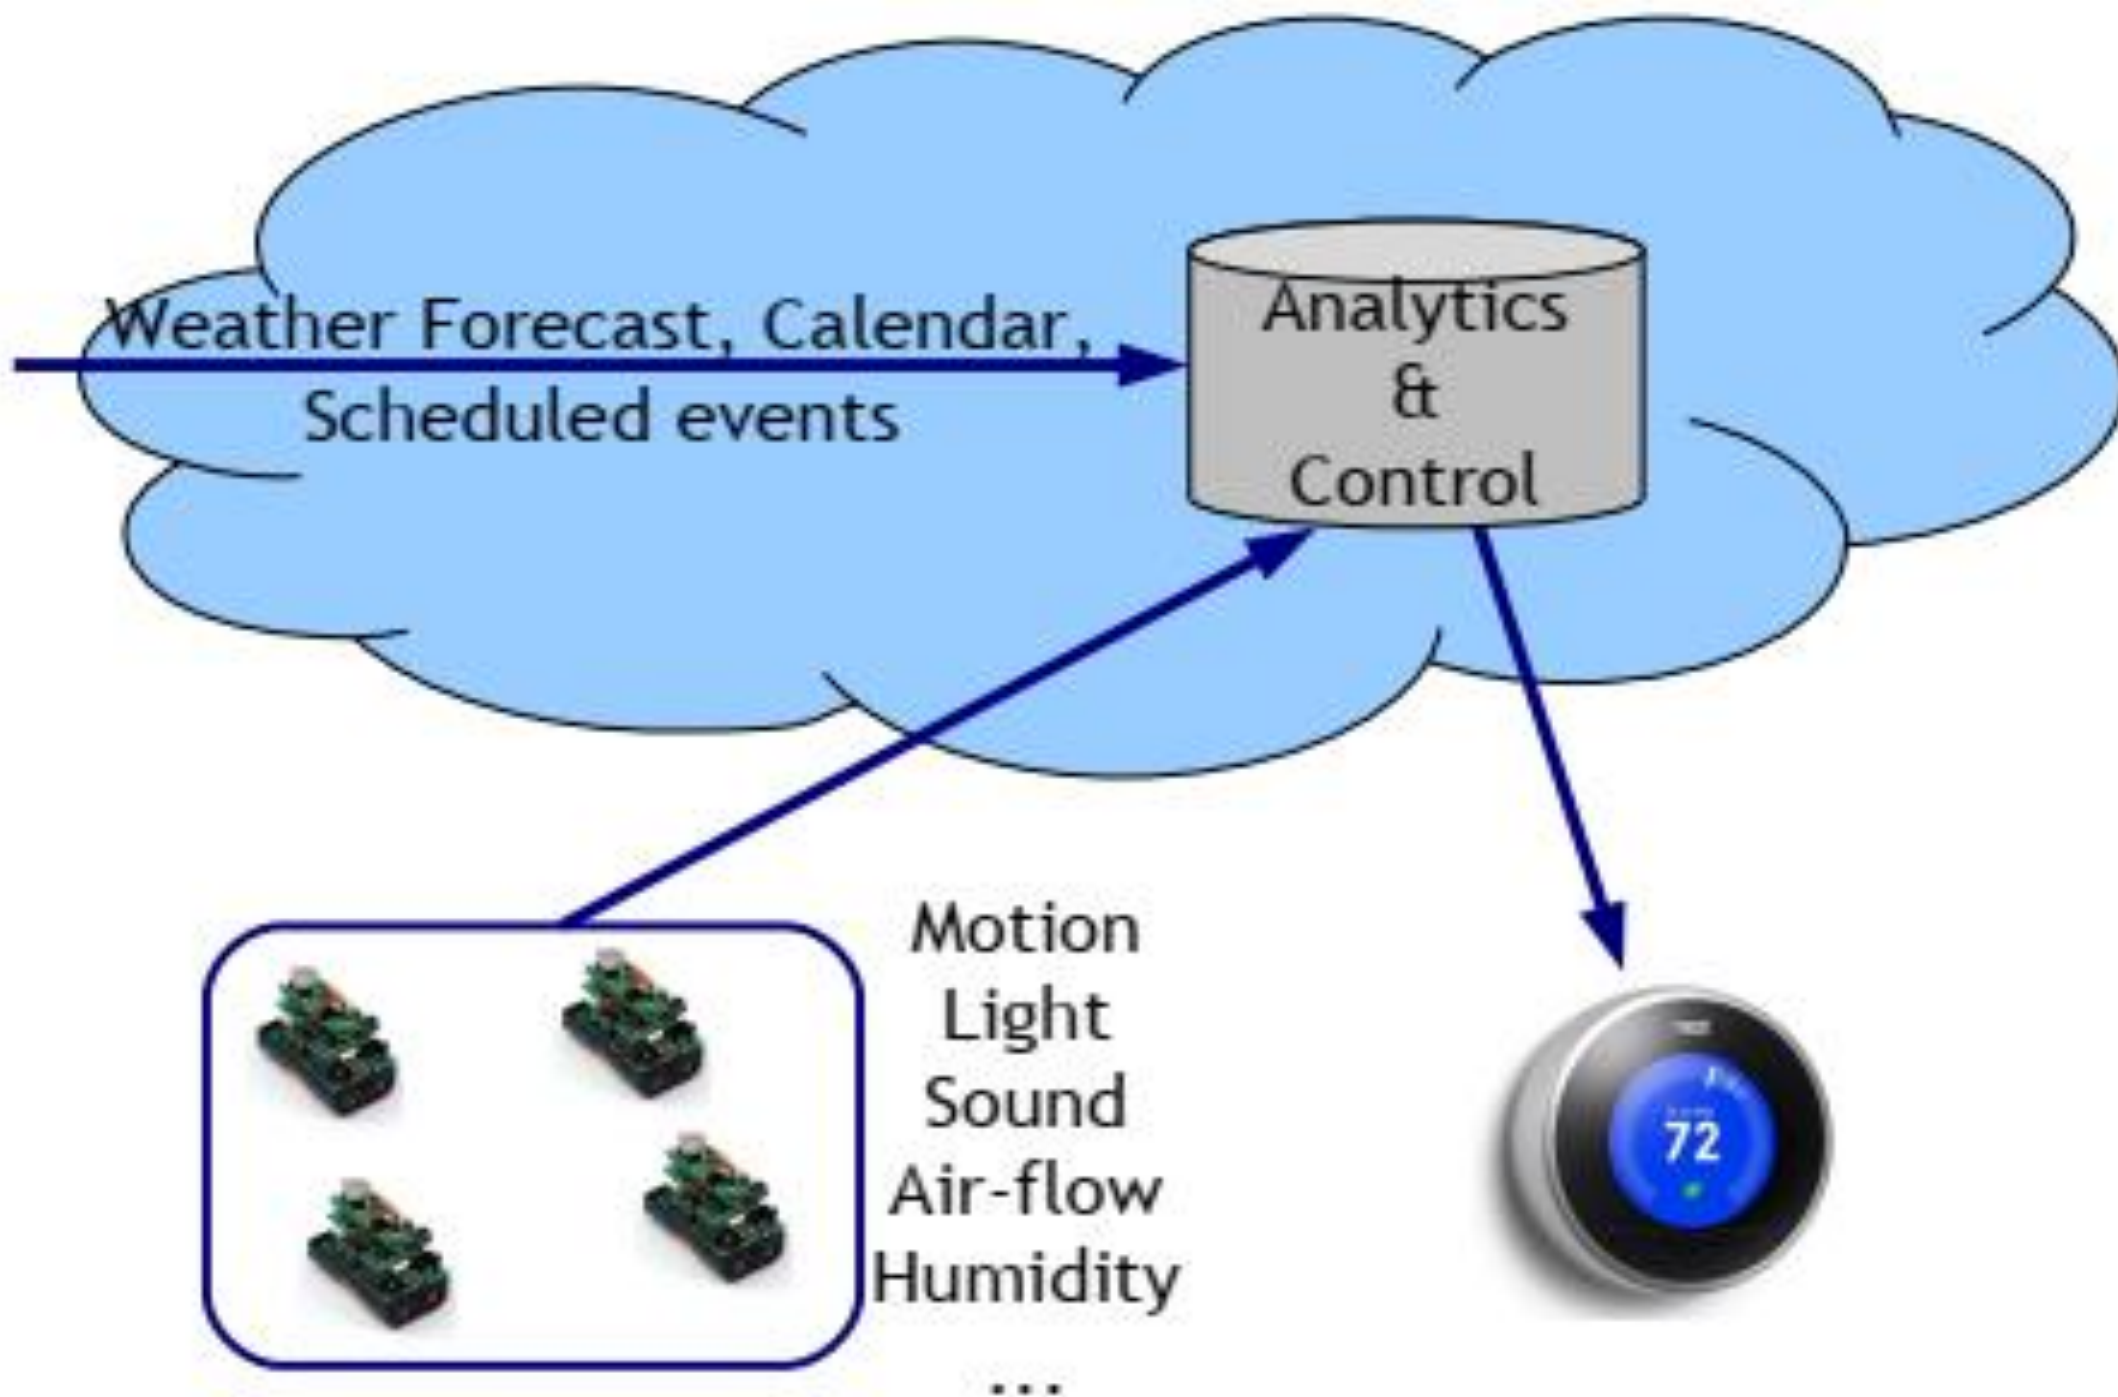 Weather Forecast, Calendar,
Scheduled events
Analytics
&
Control
Motion
Light
Sound
Air-flow
Humidity
...
72